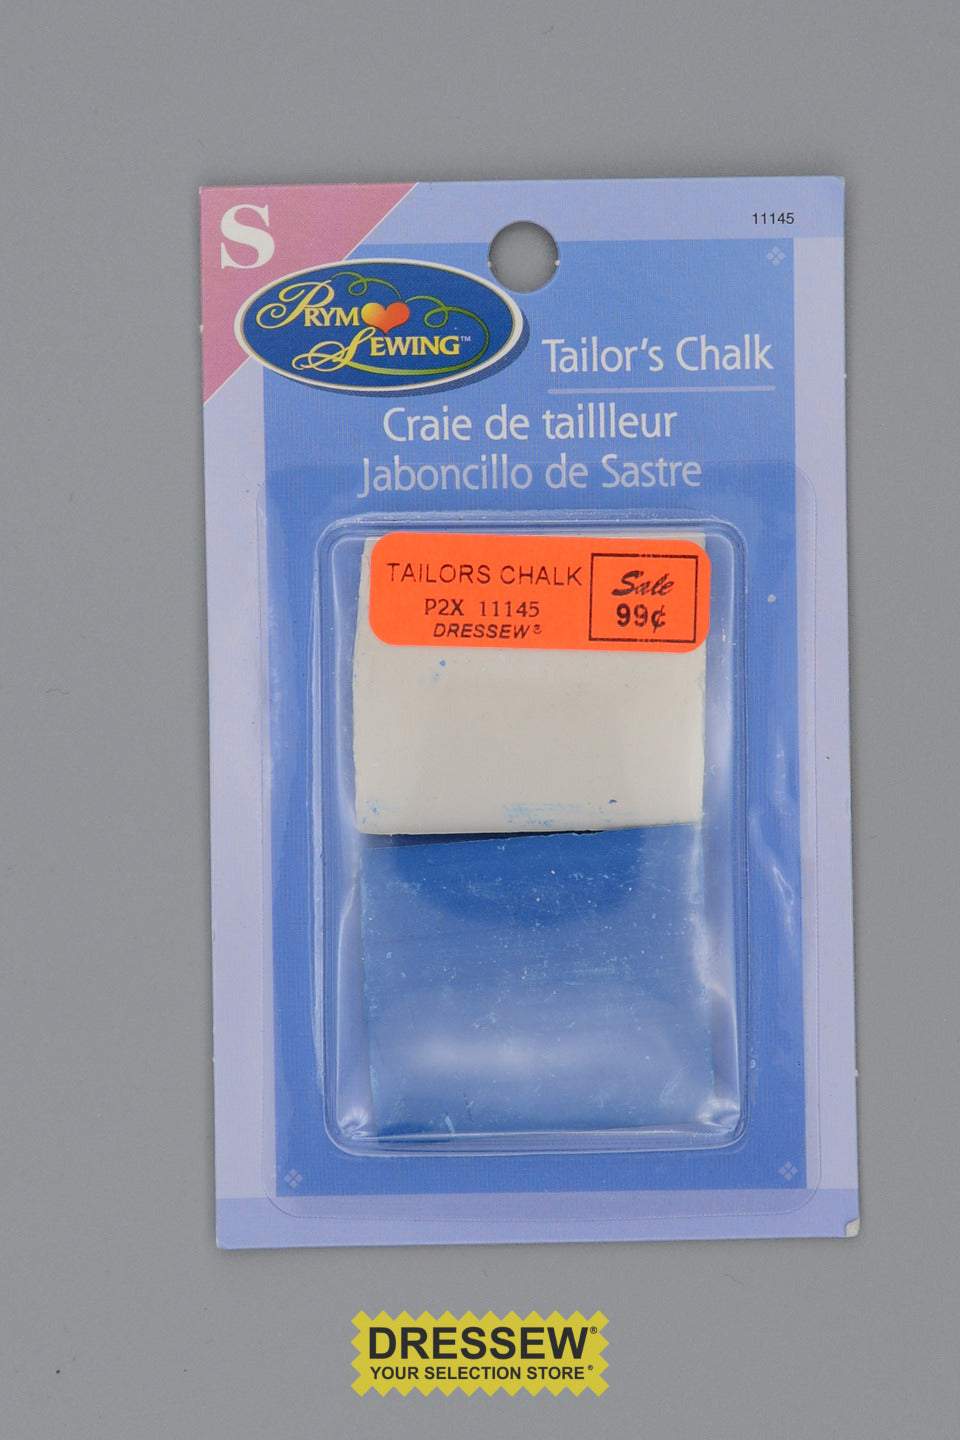 S
11145
PRYM
SEWING™
Tailor's Chalk
Craie de taillleur
Jaboncillo de Sastre
TAILORS CHALK
P2X 11145
DRESSEW®
Sale
99¢
DRESSEW®
YOUR SELECTION STORE®